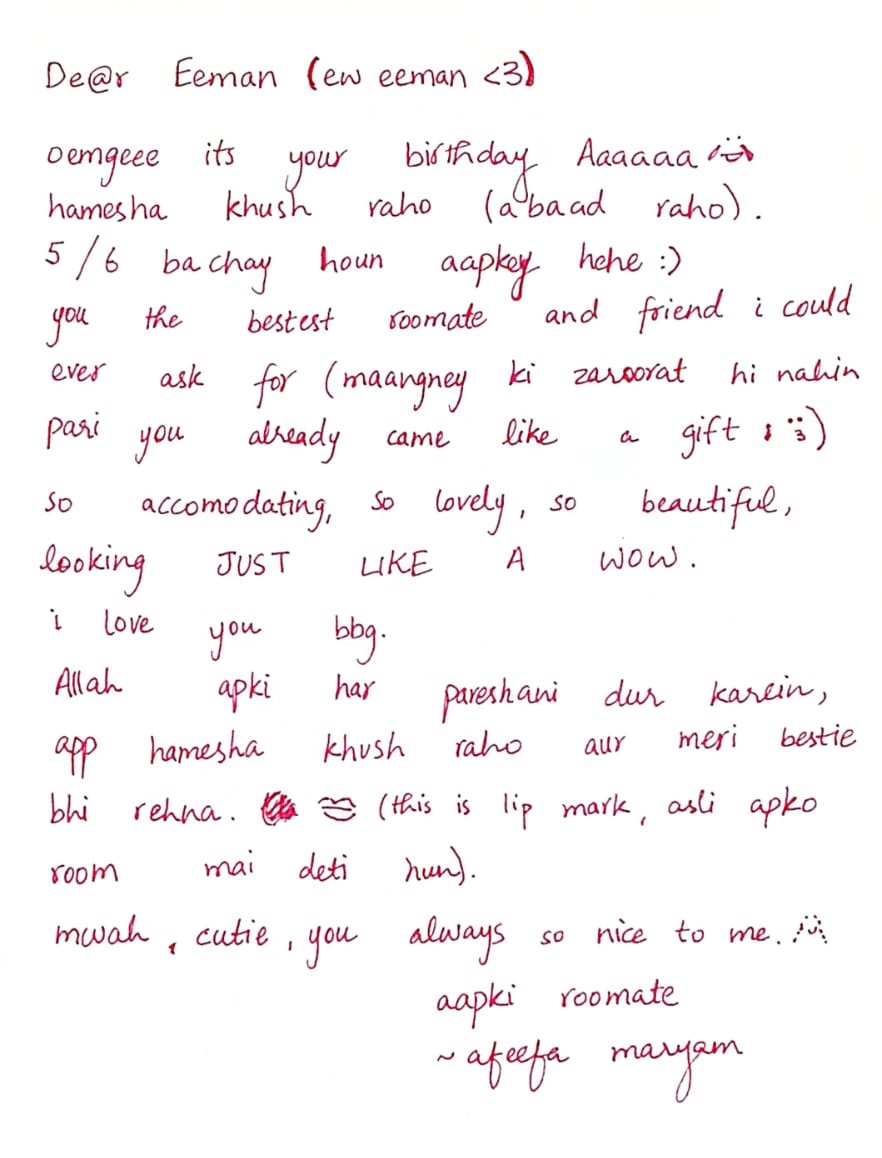 De@r Eeman (ew eeman <3)
oemgeee its your birthday Aaaaaa
hamesha khush raho (abaad raho).
5/6 bachay houn aapkey hehe :)
you the bestest roomate and friend i could
ever ask for (maangney ki zaroorat hi nahin
pari you already came like a gift :3)
so accomodating, so lovely, so beautiful,
looking JUST LIKE A WOW.
i love you bbg.
Allah apki har pareshani dur karein,
app hamesha khush raho aur meri bestie
bhi rehna. (this is lip mark, asli apko
room mai deti hun).
mwah, cutie, you always so nice to me.
aapki roomate
~ afeefa maryam